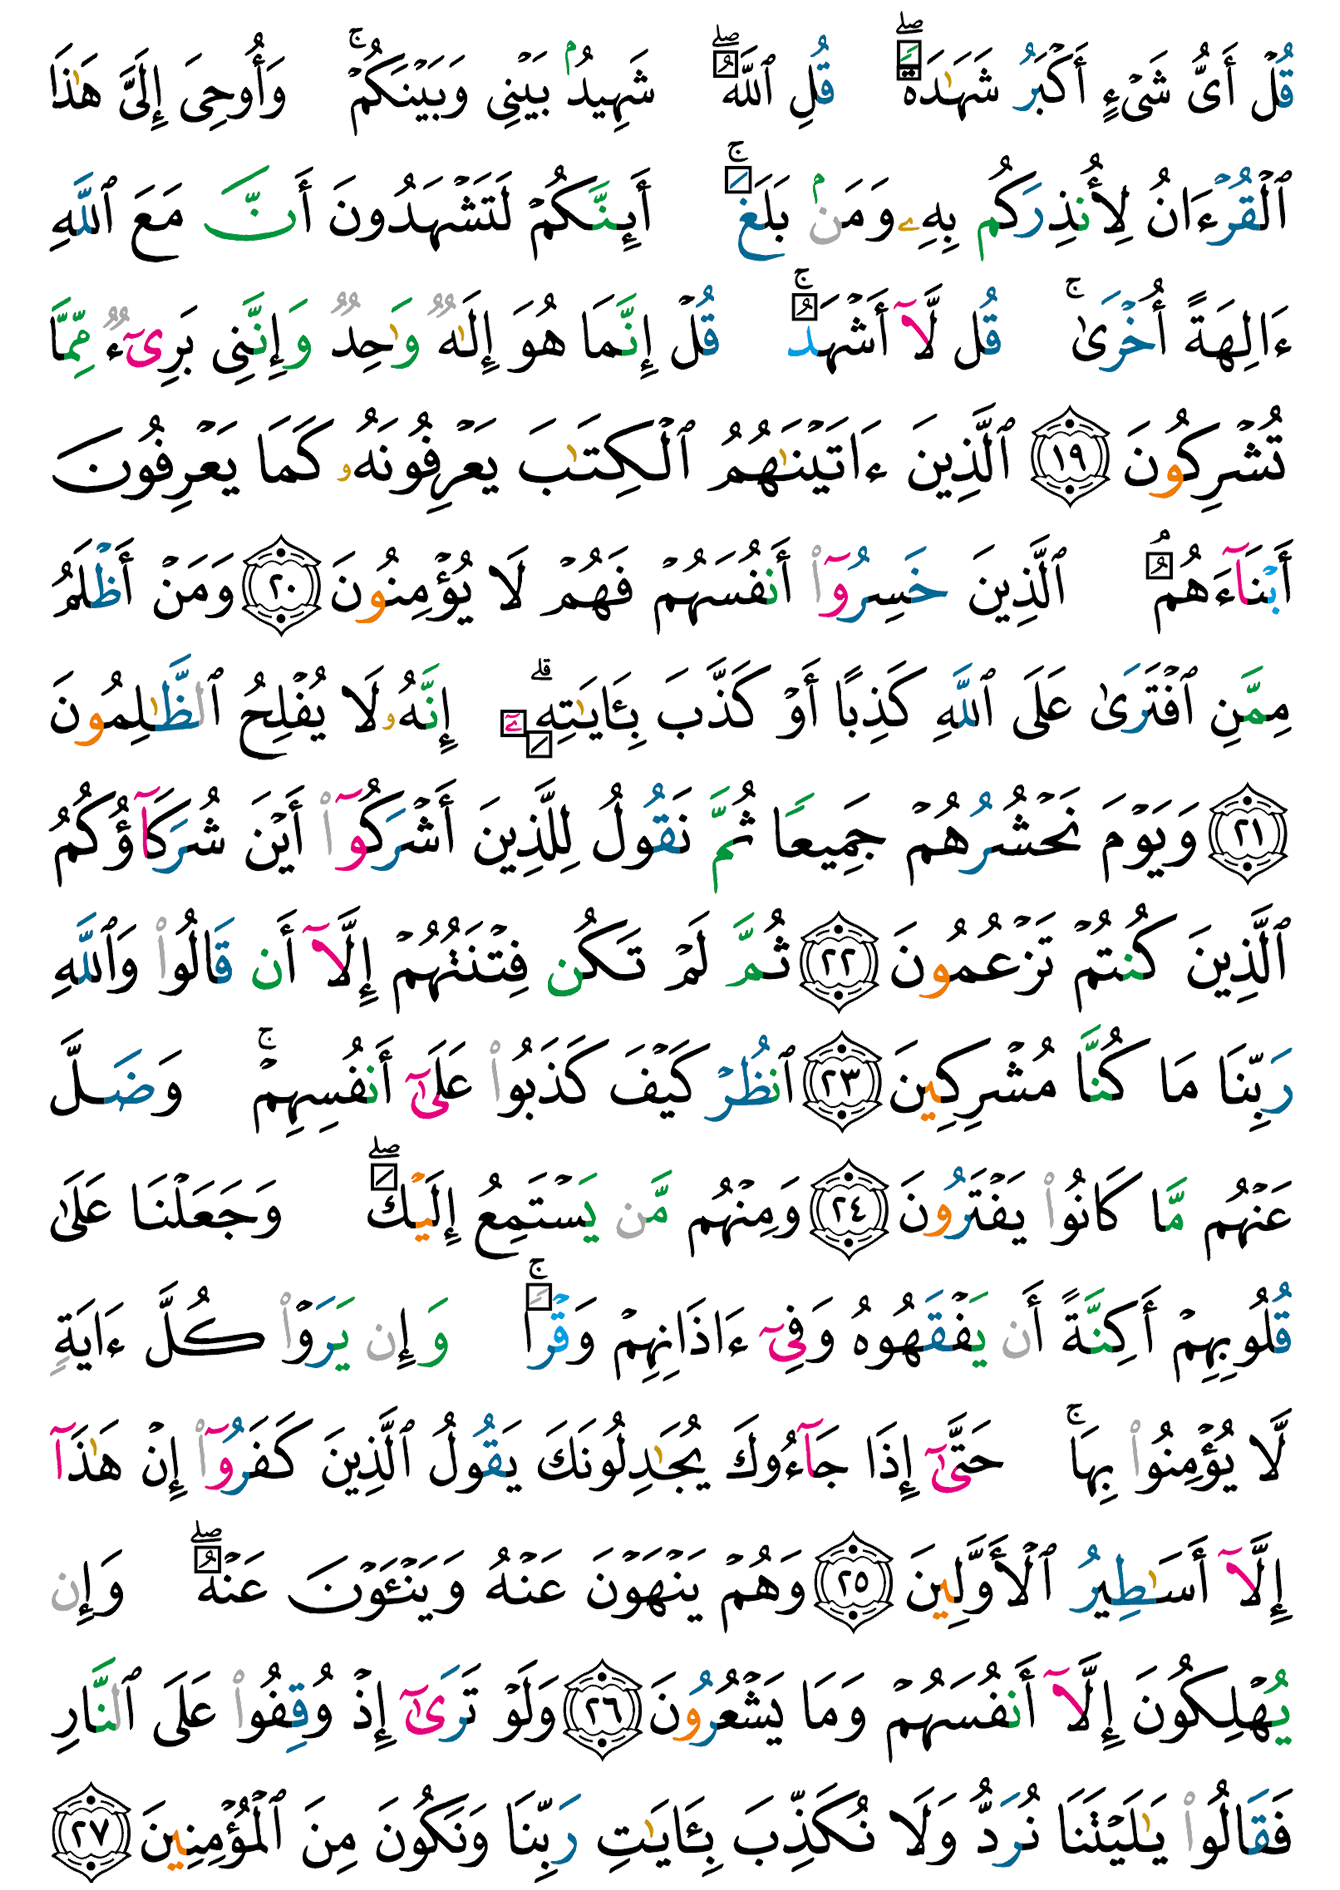 قُلۡ أَىُّ شَىۡءٍ أَكۡبَرُ شَهَـٰدَةًۖ قُلِ ٱللَّهُۖ شَهِيدُۢ بَيۡنِى وَبَيۡنَكُمۡۚ وَأُوحِىَ إِلَىَّ هَـٰذَا
ٱلۡقُرۡءَانُ لِأُنذِرَكُم بِهِۦ وَمَنۢ بَلَغَۚ أَئِنَّكُمۡ لَتَشۡهَدُونَ أَنَّ مَعَ ٱللَّهِ
ءَالِهَةً أُخۡرَىٰۚ قُل لَّآ أَشۡهَدُۚ قُلۡ إِنَّمَا هُوَ إِلَـٰهٌ وَٰحِدٌ وَإِنَّنِى بَرِىٓءٌ مِّمَّا
تُشۡرِكُونَ ١٩ ٱلَّذِينَ ءَاتَيۡنَـٰهُمُ ٱلۡكِتَـٰبَ يَعۡرِفُونَهُۥ كَمَا يَعۡرِفُونَ
أَبۡنَآءَهُمُ ٱلَّذِينَ خَسِرُوٓا۟ أَنفُسَهُمۡ فَهُمۡ لَا يُؤۡمِنُونَ ٢٠ وَمَنۡ أَظۡلَمُ
مِمَّنِ ٱفۡتَرَىٰ عَلَى ٱللَّهِ كَذِبًا أَوۡ كَذَّبَ بِـَٔايَـٰتِهِۦٓۗ إِنَّهُۥ لَا يُفۡلِحُ ٱلظَّـٰلِمُونَ
٢١ وَيَوۡمَ نَحۡشُرُهُمۡ جَمِيعًا ثُمَّ نَقُولُ لِلَّذِينَ أَشۡرَكُوٓا۟ أَيۡنَ شُرَكَآؤُكُمُ
ٱلَّذِينَ كُنتُمۡ تَزۡعُمُونَ ٢٢ ثُمَّ لَمۡ تَكُن فِتۡنَتُهُمۡ إِلَّآ أَن قَالُوا۟ وَٱللَّهِ
رَبِّنَا مَا كُنَّا مُشۡرِكِينَ ٢٣ ٱنظُرۡ كَيۡفَ كَذَبُوا۟ عَلَىٰٓ أَنفُسِهِمۡۚ وَضَلَّ
عَنۡهُم مَّا كَانُوا۟ يَفۡتَرُونَ ٢٤ وَمِنۡهُم مَّن يَسۡتَمِعُ إِلَيۡكَۖ وَجَعَلۡنَا عَلَىٰ
قُلُوبِهِمۡ أَكِنَّةً أَن يَفۡقَهُوهُ وَفِىٓ ءَاذَانِهِمۡ وَقۡرًاۚ وَإِن يَرَوۡا۟ كُلَّ ءَايَةٍ
لَّا يُؤۡمِنُوا۟ بِهَاۚ حَتَّىٰٓ إِذَا جَآءُوكَ يُجَـٰدِلُونَكَ يَقُولُ ٱلَّذِينَ كَفَرُوٓا۟ إِنۡ هَـٰذَآ
إِلَّآ أَسَـٰطِيرُ ٱلۡأَوَّلِينَ ٢٥ وَهُمۡ يَنۡهَوۡنَ عَنۡهُ وَيَنۡـَٔوۡنَ عَنۡهُۖ وَإِن
يُهۡلِكُونَ إِلَّآ أَنفُسَهُمۡ وَمَا يَشۡعُرُونَ ٢٦ وَلَوۡ تَرَىٰٓ إِذۡ وُقِفُوا۟ عَلَى ٱلنَّارِ
فَقَالُوا۟ يَـٰلَيۡتَنَا نُرَدُّ وَلَا نُكَذِّبَ بِـَٔايَـٰتِ رَبِّنَا وَنَكُونَ مِنَ ٱلۡمُؤۡمِنِينَ ٢٧